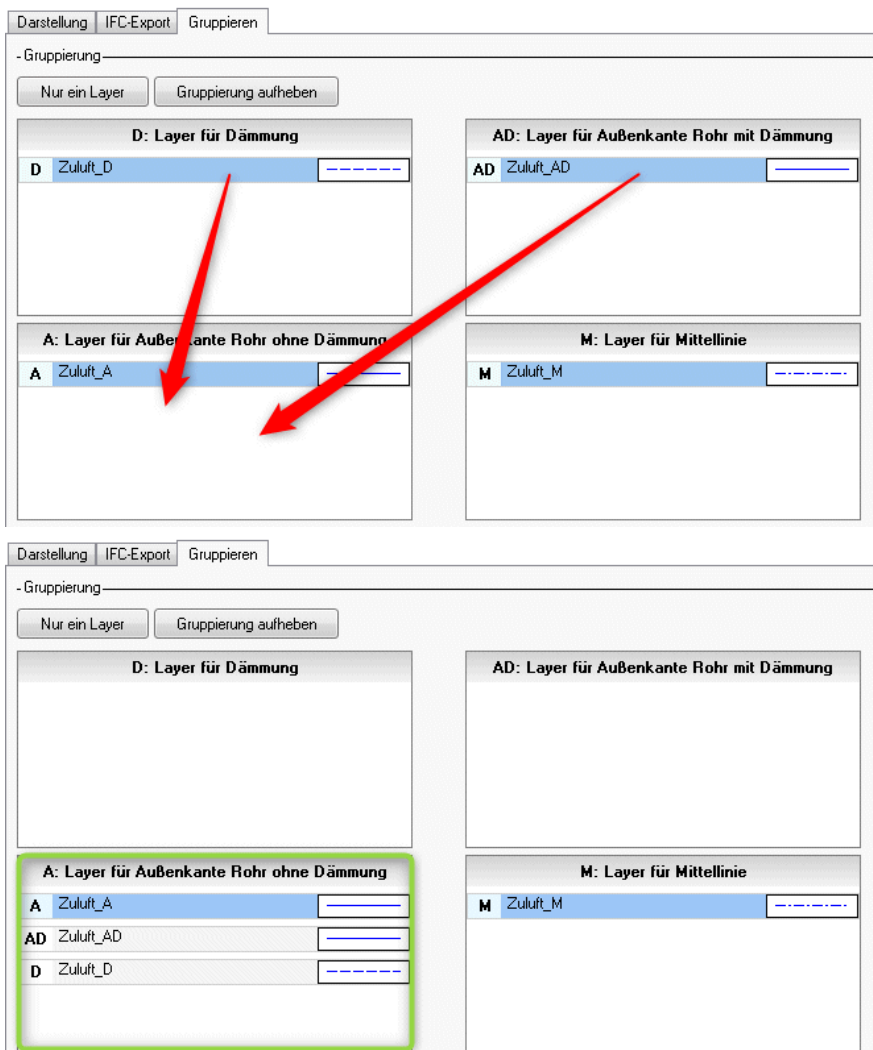 Darstellung IFC-Export Gruppieren
Gruppierung
Nur ein Layer Gruppierung aufheben
D: Layer für Dämmung
D Zuluft_D
AD: Layer für Außenkante Rohr mit Dämmung
AD Zuluft_AD
A: Layer für Außenkante Rohr ohne Dämmung
A Zuluft_A
M: Layer für Mittellinie
M Zuluft_M
Darstellung IFC-Export Gruppieren
Gruppierung
Nur ein Layer Gruppierung aufheben
D: Layer für Dämmung
AD: Layer für Außenkante Rohr mit Dämmung
A: Layer für Außenkante Rohr ohne Dämmung
A Zuluft_A
AD Zuluft_AD
D Zuluft_D
M: Layer für Mittellinie
M Zuluft_M